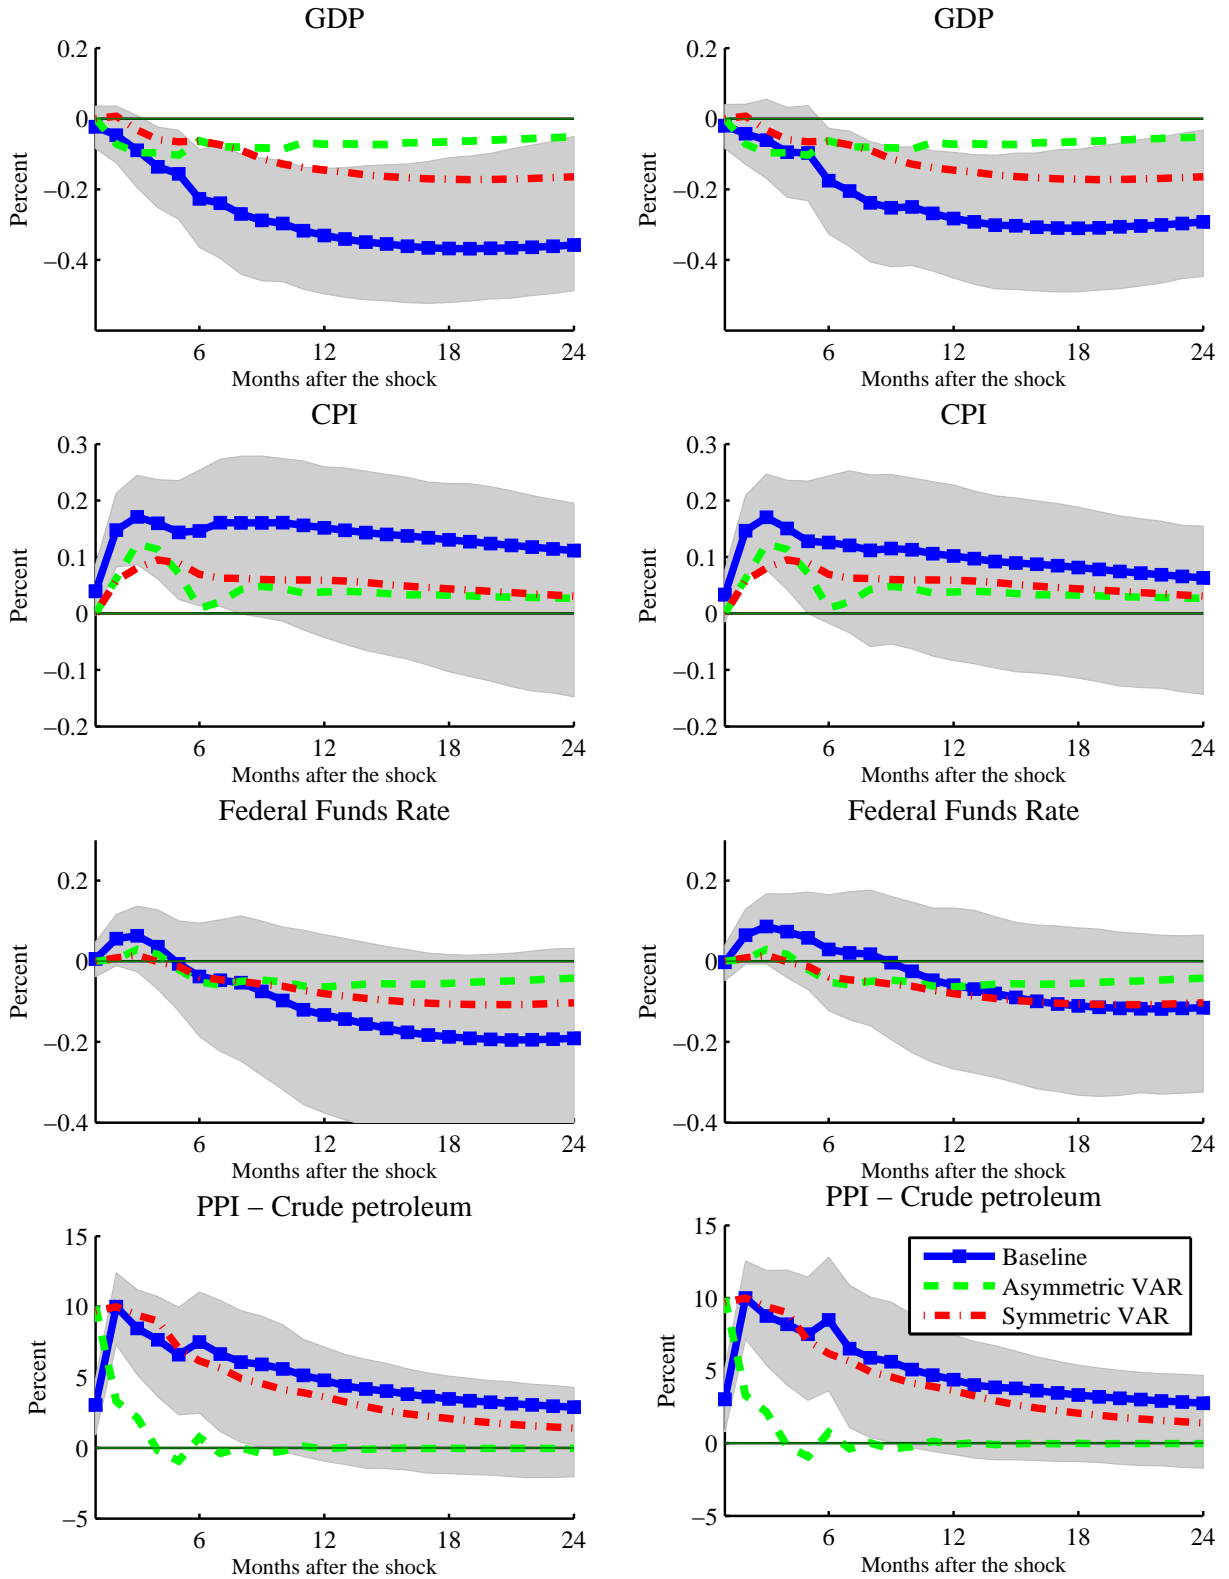 GDP
0.2
0
−0.2
−0.4
Percent
6 12 18 24
Months after the shock
GDP
0.2
0
−0.2
−0.4
Percent
6 12 18 24
Months after the shock
CPI
0.3
0.2
0.1
0
−0.1
−0.2
Percent
6 12 18 24
Months after the shock
CPI
0.3
0.2
0.1
0
−0.1
−0.2
Percent
6 12 18 24
Months after the shock
Federal Funds Rate
0.2
0
−0.2
−0.4
Percent
6 12 18 24
Months after the shock
Federal Funds Rate
0.2
0
−0.2
−0.4
Percent
6 12 18 24
Months after the shock
PPI − Crude petroleum
15
10
5
0
−5
Percent
6 12 18 24
Months after the shock
PPI − Crude petroleum
15
10
5
0
−5
Percent
Baseline
Asymmetric VAR
Symmetric VAR
6 12 18 24
Months after the shock